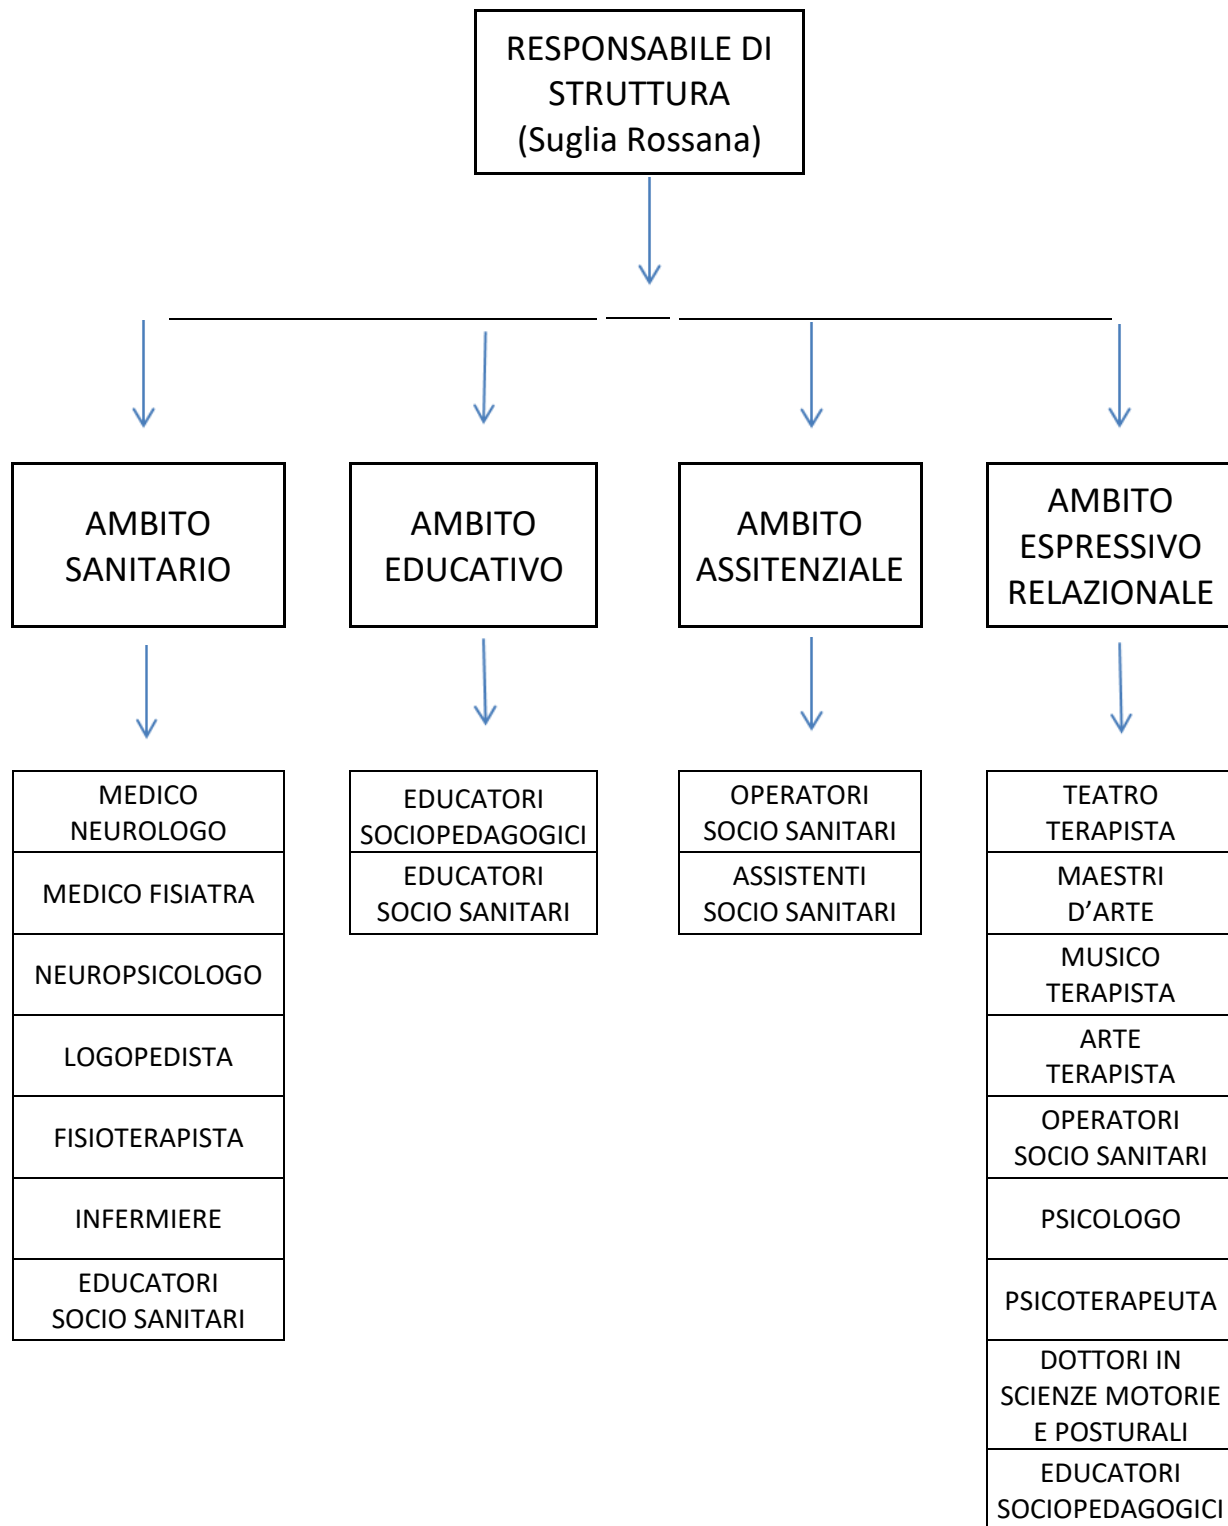 RESPONSABILE DI
STRUTTURA
(Suglia Rossana)
AMBITO
SANITARIO
AMBITO
EDUCATIVO
AMBITO
ASSITENZIALE
AMBITO
ESPRESSIVO
RELAZIONALE
MEDICO
NEUROLOGO
MEDICO FISIATRA
NEUROPSICOLOGO
LOGOPEDISTA
FISIOTERAPISTA
INFERMIERE
EDUCATORI
SOCIO SANITARI
EDUCATORI
SOCIOPEDAGOGICI
EDUCATORI
SOCIO SANITARI
OPERATORI
SOCIO SANITARI
ASSISTENTI
SOCIO SANITARI
TEATRO
TERAPISTA
MAESTRI
D’ARTE
MUSICO
TERAPISTA
ARTE
TERAPISTA
OPERATORI
SOCIO SANITARI
PSICOLOGO
PSICOTERAPEUTA
DOTTORI IN
SCIENZE MOTORIE
E POSTURALI
EDUCATORI
SOCIOPEDAGOGICI